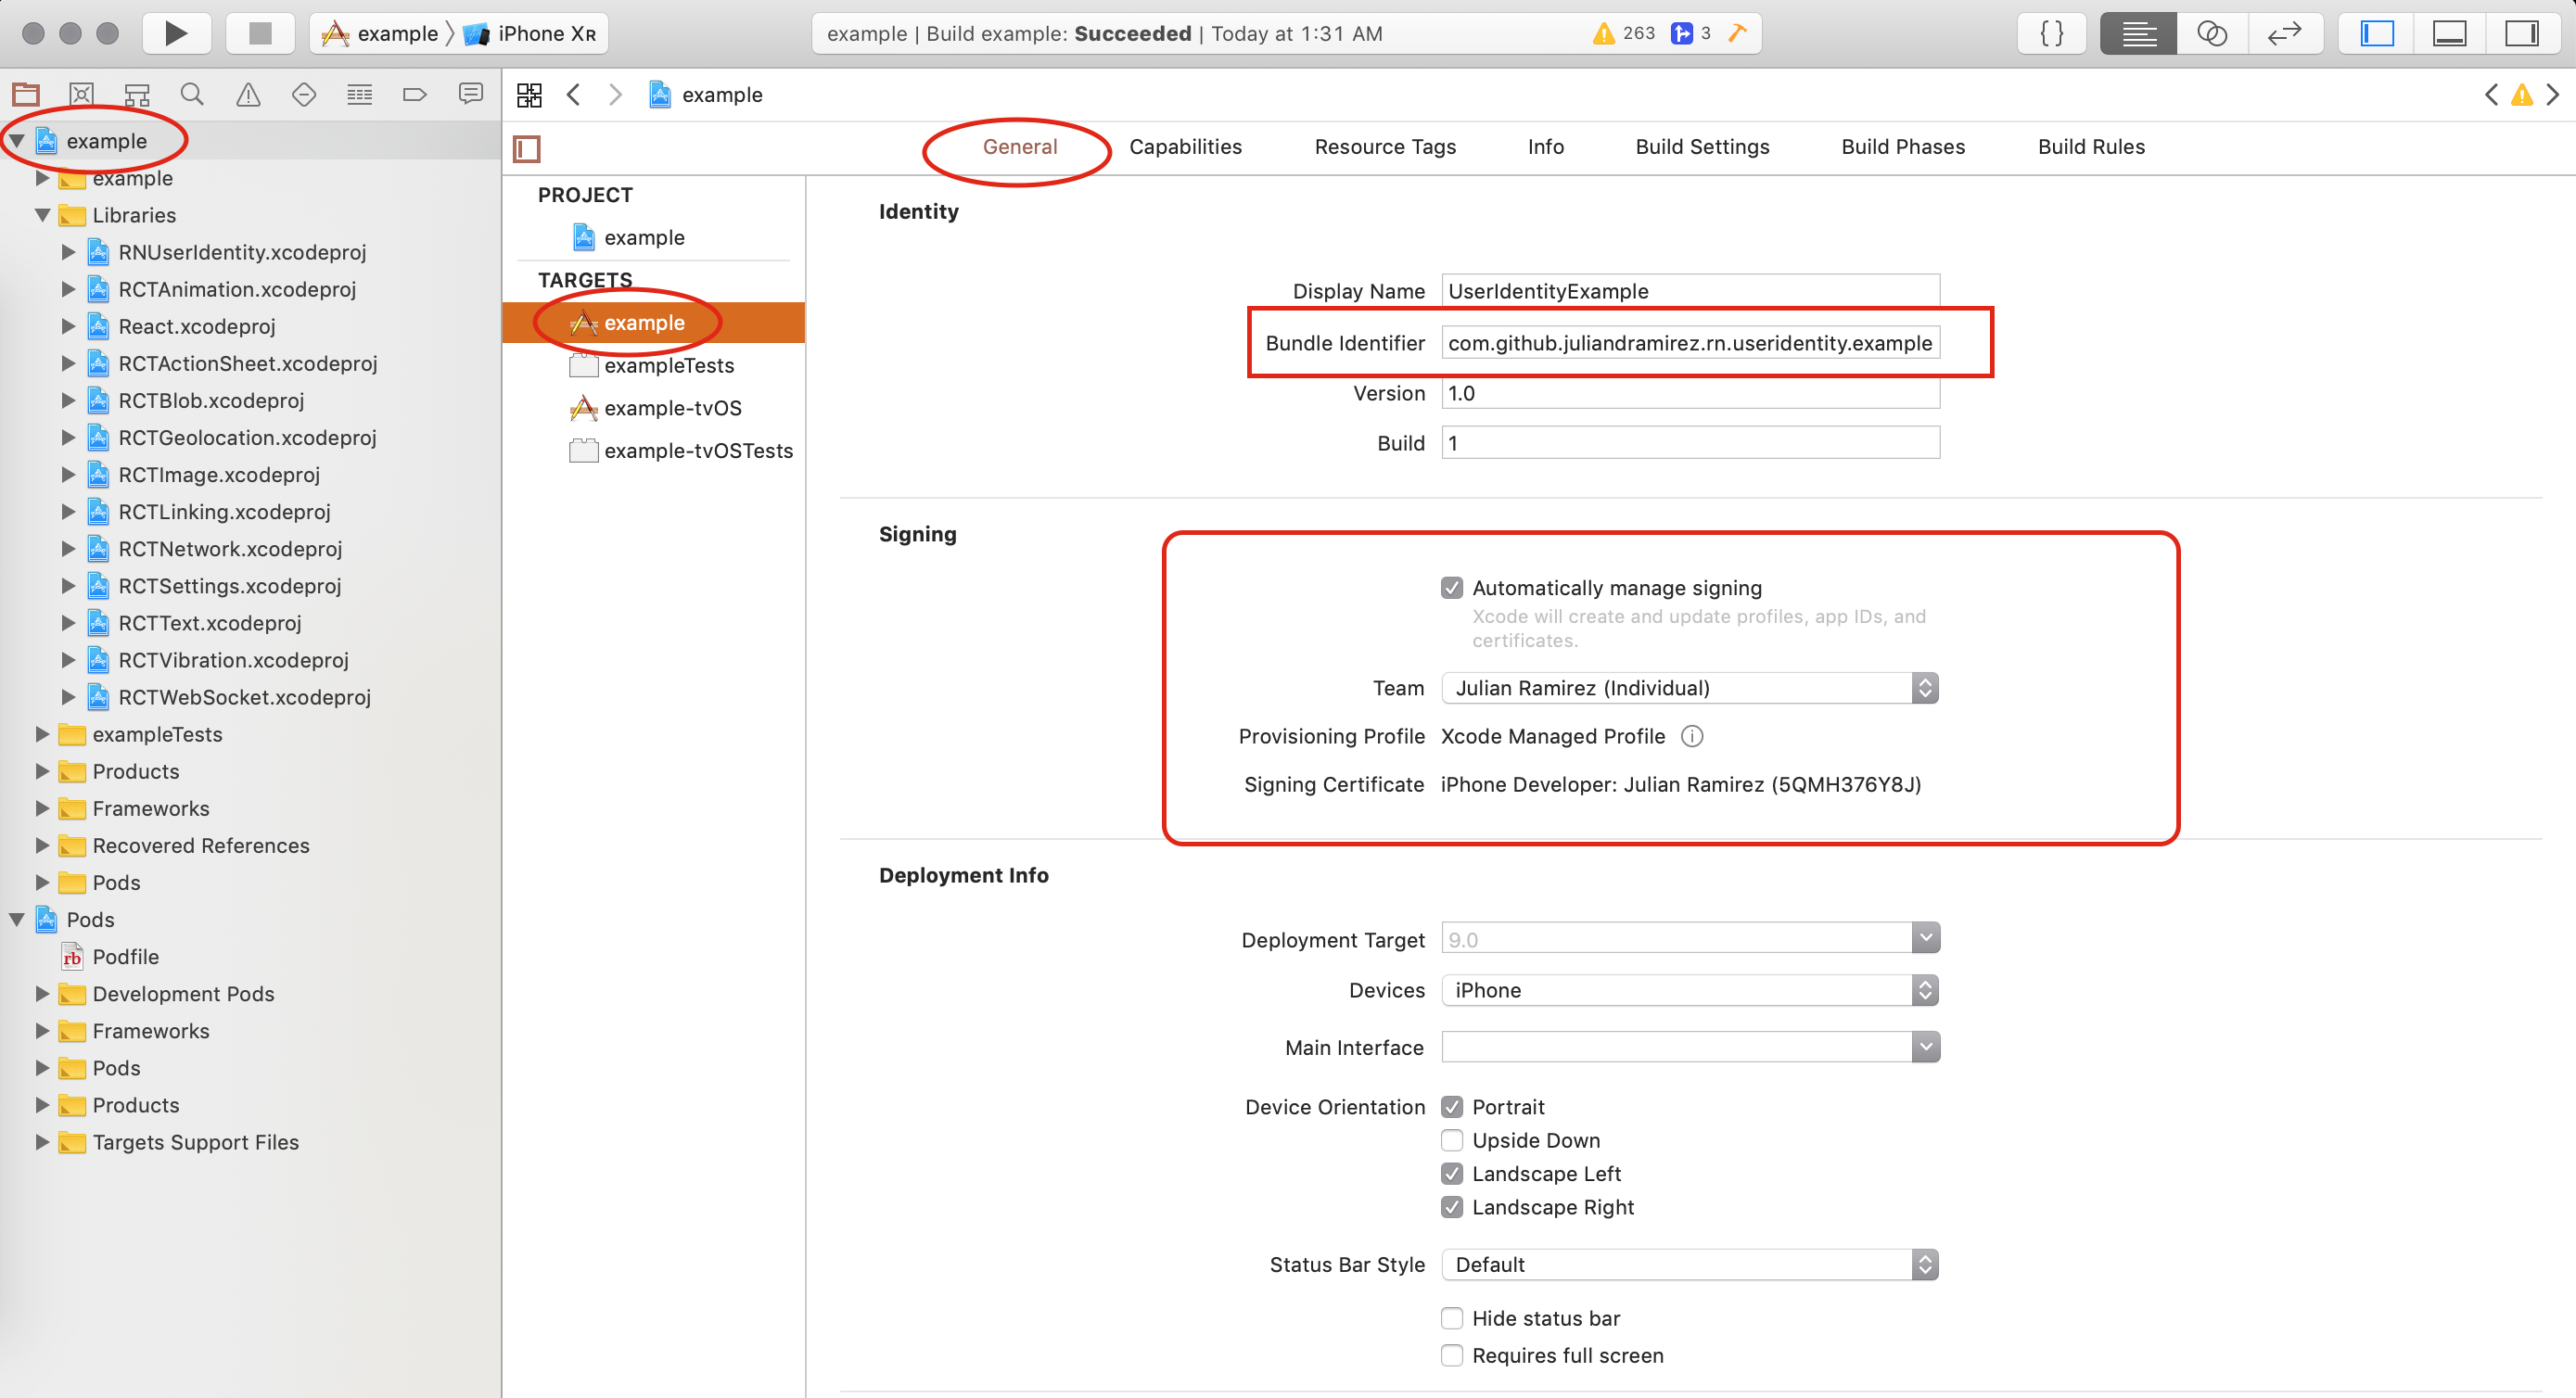 example
iPhone XR
example | Build example: Succeeded | Today at 1:31 AM
263
3
{ }
example
example
Libraries
RNUserIdentity.xcodeproj
RCTAnimation.xcodeproj
React.xcodeproj
RCTActionSheet.xcodeproj
RCTBlob.xcodeproj
RCTGeolocation.xcodeproj
RCTImage.xcodeproj
RCTLinking.xcodeproj
RCTNetwork.xcodeproj
RCTSettings.xcodeproj
RCTText.xcodeproj
RCTVibration.xcodeproj
RCTWebSocket.xcodeproj
exampleTests
Products
Frameworks
Recovered References
Pods
Pods
rb Podfile
Development Pods
Frameworks
Pods
Products
Targets Support Files
example
General Capabilities Resource Tags Info Build Settings Build Phases Build Rules
PROJECT
example
TARGETS
example
exampleTests
example-tvOS
example-tvOSTests
Identity
Display Name UserIdentityExample
Bundle Identifier com.github.juliandramirez.rn.useridentity.example
Version 1.0
Build 1
Signing
Automatically manage signing
Xcode will create and update profiles, app IDs, and
certificates.
Team Julian Ramirez (Individual)
Provisioning Profile Xcode Managed Profile
Signing Certificate iPhone Developer: Julian Ramirez (5QMH376Y8J)
Deployment Info
Deployment Target 9.0
Devices iPhone
Main Interface
Device Orientation Portrait
Upside Down
Landscape Left
Landscape Right
Status Bar Style Default
Hide status bar
Requires full screen